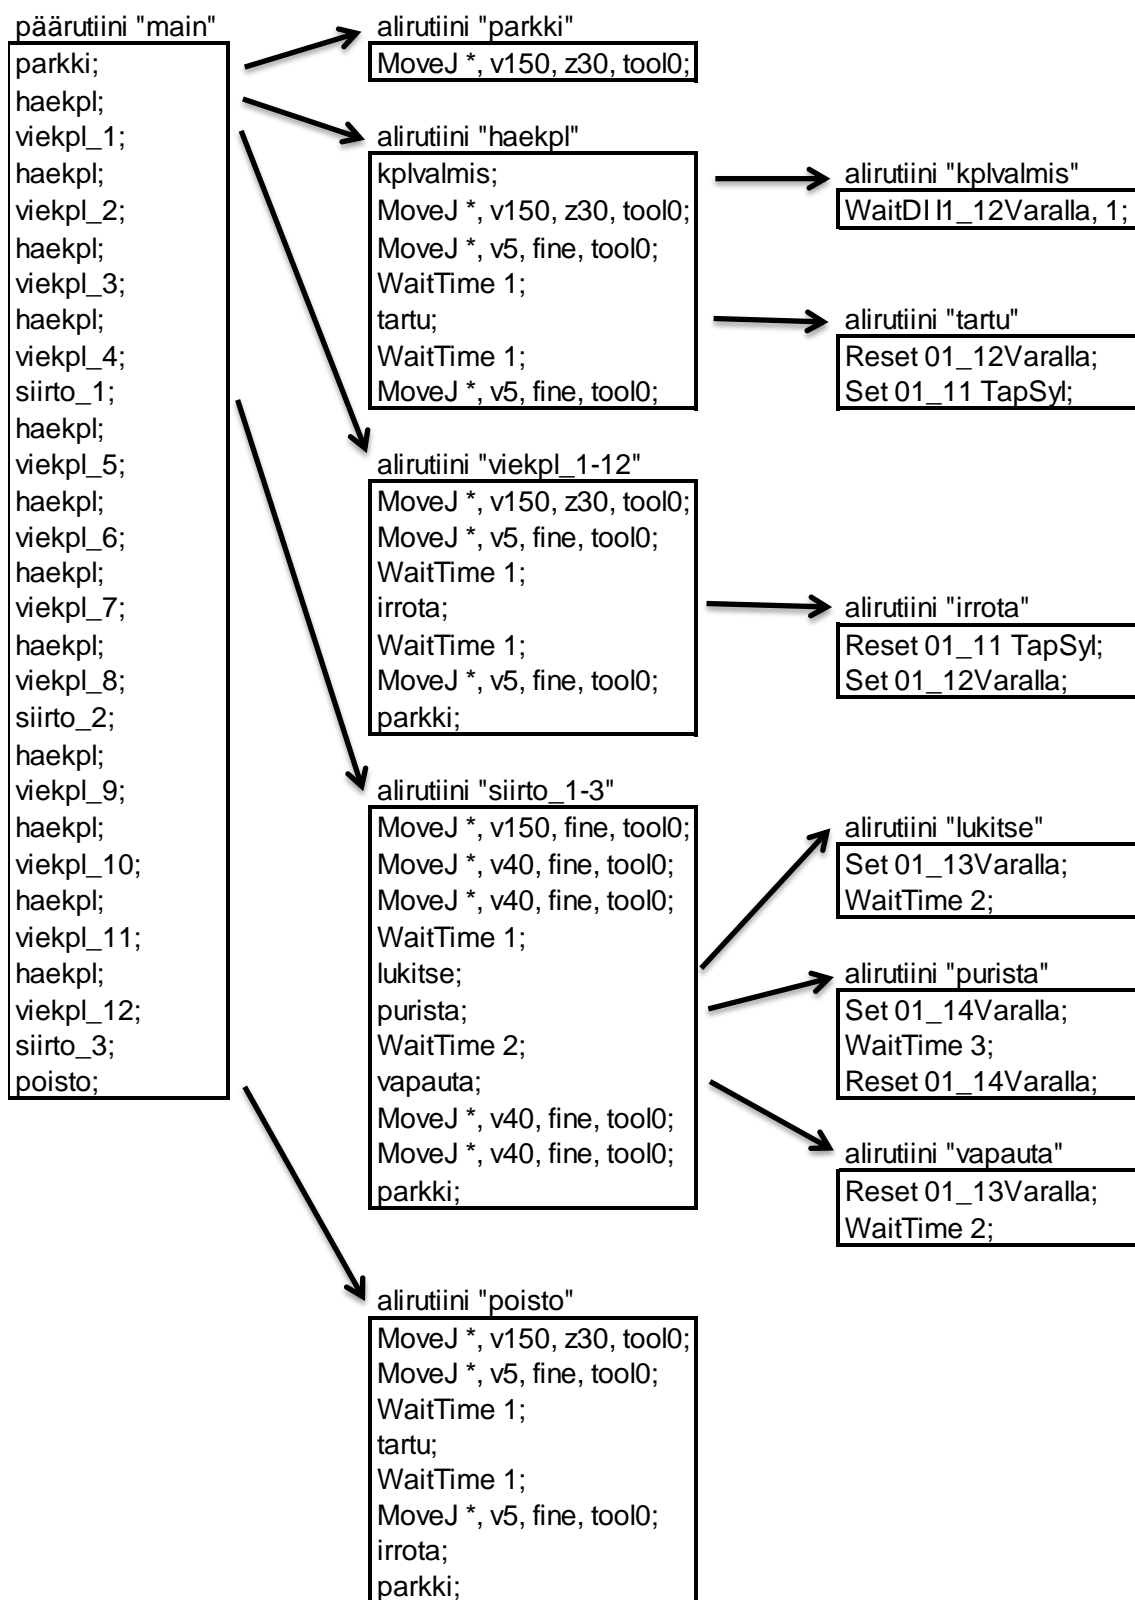 päärutiini "main"
parkki;
haekpl;
viekpl_1;
haekpl;
viekpl_2;
haekpl;
viekpl_3;
haekpl;
viekpl_4;
siirto_1;
haekpl;
viekpl_5;
haekpl;
viekpl_6;
haekpl;
viekpl_7;
haekpl;
viekpl_8;
siirto_2;
haekpl;
viekpl_9;
haekpl;
viekpl_10;
haekpl;
viekpl_11;
haekpl;
viekpl_12;
siirto_3;
poisto;
alirutiini "parkki"
MoveJ *, v150, z30, tool0;
alirutiini "haekpl"
kplvalmis;
MoveJ *, v150, z30, tool0;
MoveJ *, v5, fine, tool0;
WaitTime 1;
tartu;
WaitTime 1;
MoveJ *, v5, fine, tool0;
alirutiini "viekpl_1-12"
MoveJ *, v150, z30, tool0;
MoveJ *, v5, fine, tool0;
WaitTime 1;
irrota;
WaitTime 1;
MoveJ *, v5, fine, tool0;
parkki;
alirutiini "siirto_1-3"
MoveJ *, v150, fine, tool0;
MoveJ *, v40, fine, tool0;
MoveJ *, v40, fine, tool0;
WaitTime 1;
lukitse;
purista;
WaitTime 2;
vapauta;
MoveJ *, v40, fine, tool0;
MoveJ *, v40, fine, tool0;
parkki;
alirutiini "poisto"
MoveJ *, v150, z30, tool0;
MoveJ *, v5, fine, tool0;
WaitTime 1;
tartu;
WaitTime 1;
MoveJ *, v5, fine, tool0;
irrota;
parkki;
alirutiini "kplvalmis"
WaitDI I1_12Varalla, 1;
alirutiini "tartu"
Reset 01_12Varalla;
Set 01_11 TapSyl;
alirutiini "irrota"
Reset 01_11 TapSyl;
Set 01_12Varalla;
alirutiini "lukitse"
Set 01_13Varalla;
WaitTime 2;
alirutiini "purista"
Set 01_14Varalla;
WaitTime 3;
Reset 01_14Varalla;
alirutiini "vapauta"
Reset 01_13Varalla;
WaitTime 2;